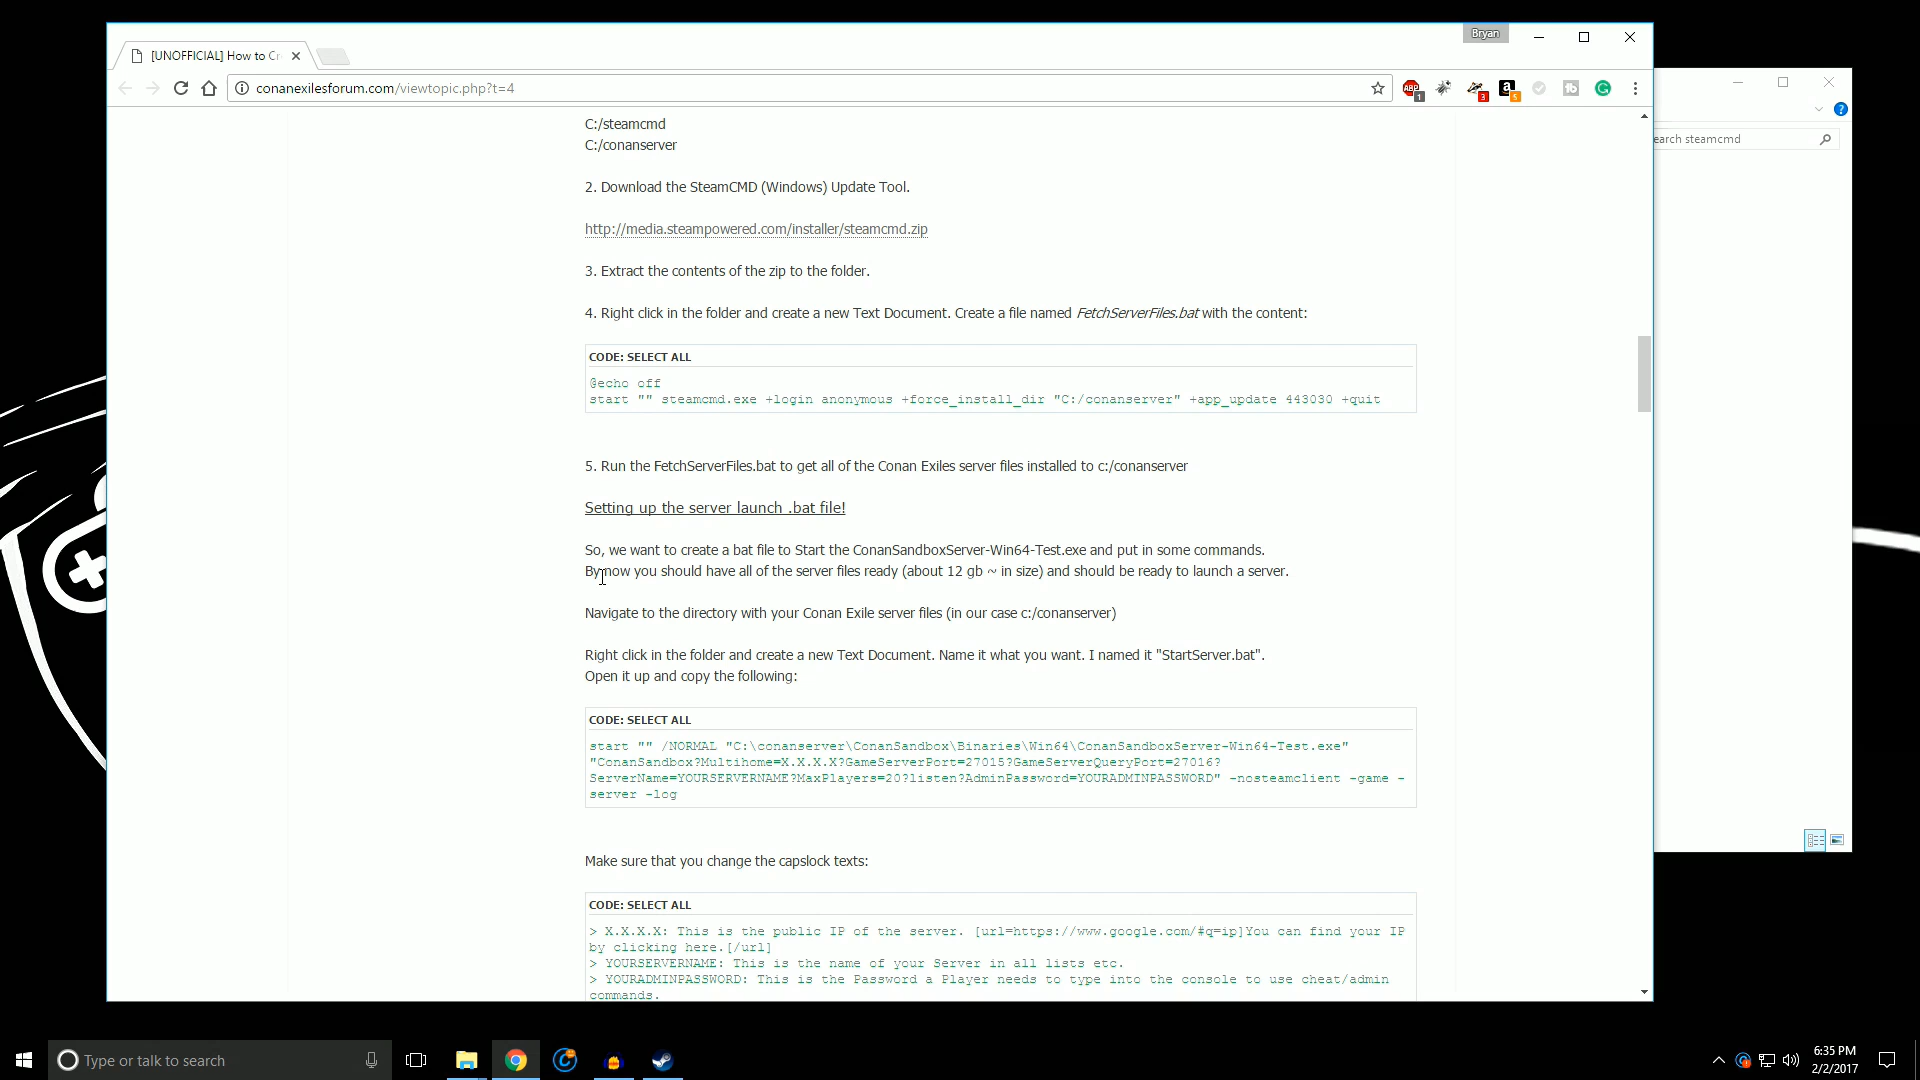 Bryan
[UNOFFICIAL] How to Cr
conanexilesforum.com/viewtopic.php?t=4
ABP
1
3
a
5
earch steamcmd
C:/steamcmd
C:/conanserver
2. Download the SteamCMD (Windows) Update Tool.
http://media.steampowered.com/installer/steamcmd.zip
3. Extract the contents of the zip to the folder.
4. Right click in the folder and create a new Text Document. Create a file named FetchServerFiles.bat with the content:
CODE: SELECT ALL
@echo off
start "" steamcmd.exe +login anonymous +force_install_dir "C:/conanserver" +app_update 443030 +quit
5. Run the FetchServerFiles.bat to get all of the Conan Exiles server files installed to c:/conanserver
Setting up the server launch .bat file!
So, we want to create a bat file to Start the ConanSandboxServer-Win64-Test.exe and put in some commands.
By now you should have all of the server files ready (about 12 gb ~ in size) and should be ready to launch a server.
Navigate to the directory with your Conan Exile server files (in our case c:/conanserver)
Right click in the folder and create a new Text Document. Name it what you want. I named it "StartServer.bat".
Open it up and copy the following:
CODE: SELECT ALL
start "" /NORMAL "C:\conanserver\ConanSandbox\Binaries\Win64\ConanSandboxServer-Win64-Test.exe"
"ConanSandbox?Multihome=X.X.X.X?GameServerPort=27015?GameServerQueryPort=27016?
ServerName=YOURSERVERNAME?MaxPlayers=20?listen?AdminPassword=YOURADMINPASSWORD" -nosteamclient -game -
server -log
Make sure that you change the capslock texts:
CODE: SELECT ALL
> X.X.X.X: This is the public IP of the server. [url=https://www.google.com/#q=ip]You can find your IP
by clicking here.[/url]
> YOURSERVERNAME: This is the name of your Server in all lists etc.
> YOURADMINPASSWORD: This is the Password a Player needs to type into the console to use cheat/admin
commands.
Type or talk to search
6:35 PM
2/2/2017